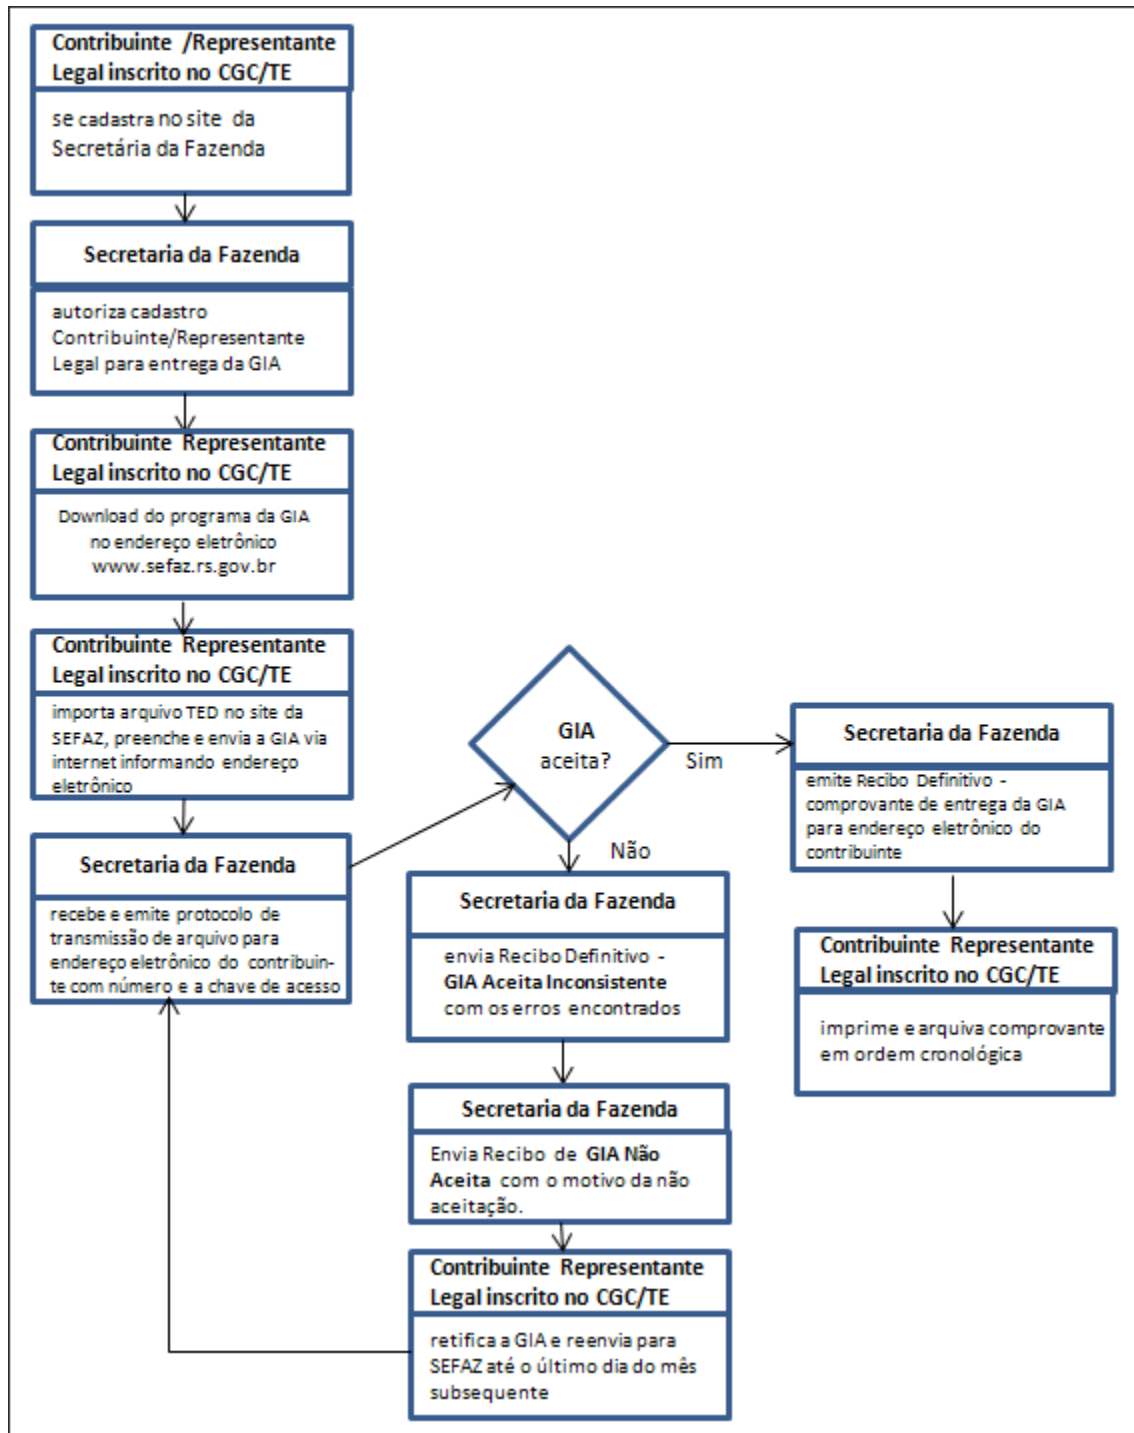 Contribuinte /Representante
Legal inscrito no CGC/TE
se cadastra no site da
Secretária da Fazenda
Secretaria da Fazenda
autoriza cadastro
Contribuinte/Representante
Legal para entrega da GIA
Contribuinte Representante
Legal inscrito no CGC/TE
Download do programa da GIA
no endereço eletrônico
www.sefaz.rs.gov.br
Contribuinte Representante
Legal inscrito no CGC/TE
importa arquivo TED no site da
SEFAZ, preenche e envia a GIA via
internet informando endereço
eletrônico
Secretaria da Fazenda
recebe e emite protocolo de
transmissão de arquivo para
endereço eletrônico do contribuin-
te com número e a chave de acesso
GIA
aceita?
Sim
Não
Secretaria da Fazenda
emite Recibo Definitivo -
comprovante de entrega da GIA
para endereço eletrônico do
contribuinte
Contribuinte Representante
Legal inscrito no CGC/TE
imprime e arquiva comprovante
em ordem cronológica
Secretaria da Fazenda
envia Recibo Definitivo -
GIA Aceita Inconsistente
com os erros encontrados
Secretaria da Fazenda
Envia Recibo de GIA Não
Aceita com o motivo da não
aceitação.
Contribuinte Representante
Legal inscrito no CGC/TE
retifica a GIA e reenvia para
SEFAZ até o último dia do mês
subsequente